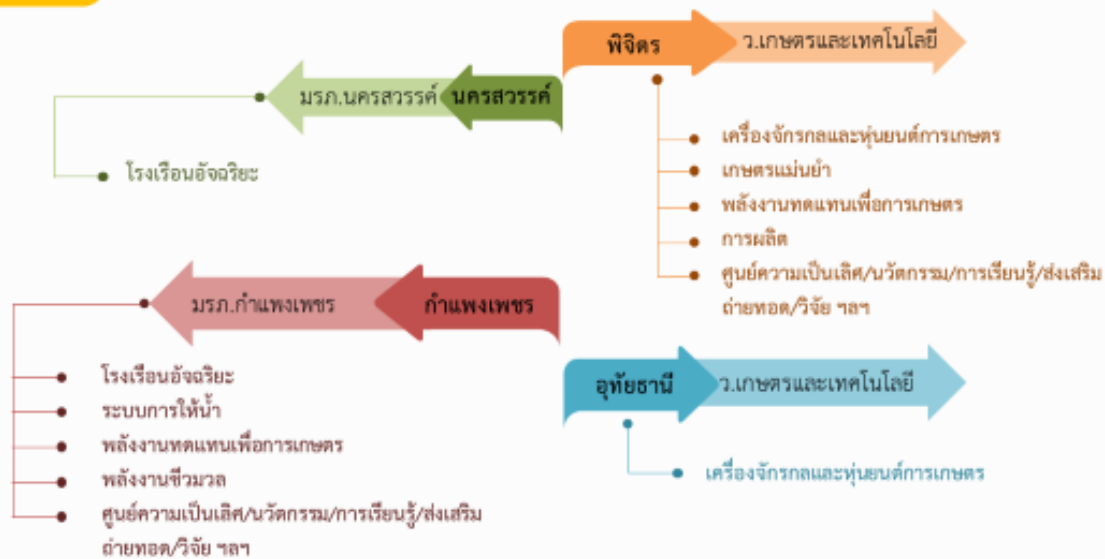 พิจิตร ว.เกษตรและเทคโนโลยี
เครื่องจักรกลและหุ่นยนต์การเกษตร
เกษตรแม่นยำ
พลังงานทดแทนเพื่อการเกษตร
การผลิต
ศูนย์ความเป็นเลิศ/นวัตกรรม/การเรียนรู้/ส่งเสริม
ถ่ายทอด/วิจัย ฯลฯ
มรภ.นครสวรรค์ นครสวรรค์
โรงเรือนอัจฉริยะ
มรภ.กำแพงเพชร กำแพงเพชร
โรงเรือนอัจฉริยะ
ระบบการให้น้ำ
พลังงานทดแทนเพื่อการเกษตร
พลังงานชีวมวล
ศูนย์ความเป็นเลิศ/นวัตกรรม/การเรียนรู้/ส่งเสริม
ถ่ายทอด/วิจัย ฯลฯ
อุทัยธานี ว.เกษตรและเทคโนโลยี
เครื่องจักรกลและหุ่นยนต์การเกษตร